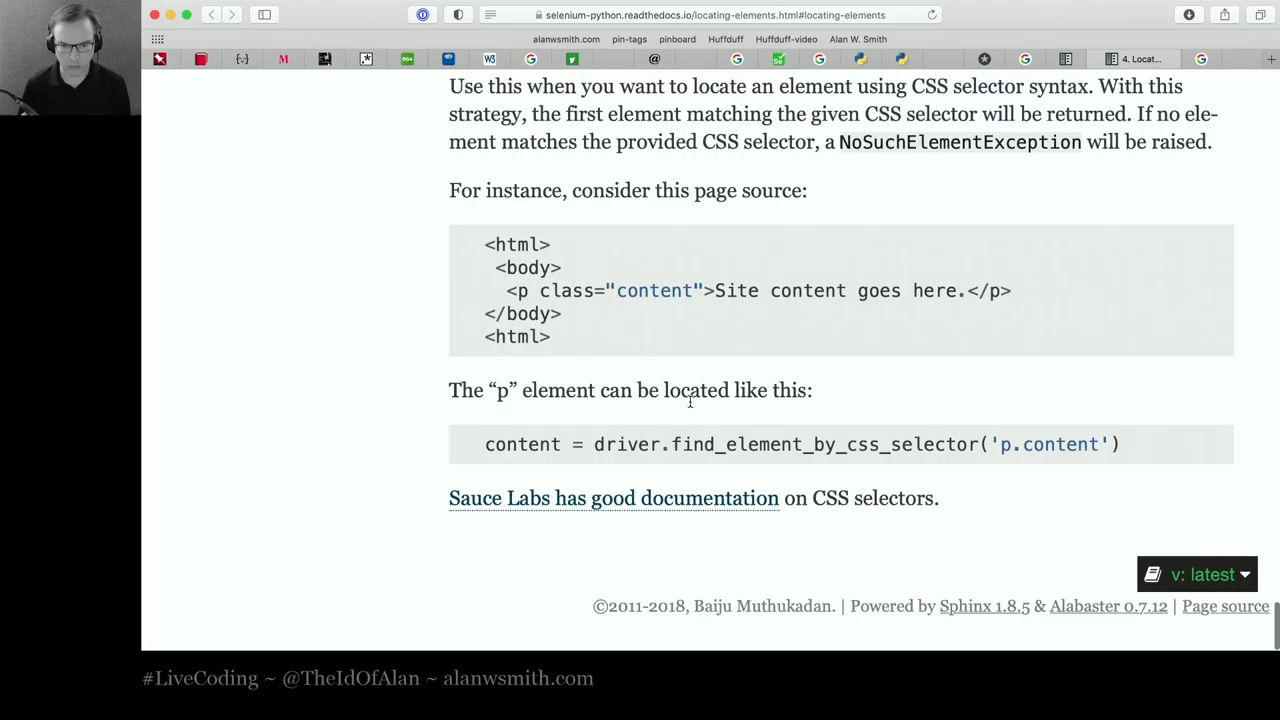 selenium-python.readthedocs.io/locating-elements.html#locating-elements
alanwsmith.com pin-tags pinboard Huffduff Huffduff-video Alan W. Smith
4. Locat...
Use this when you want to locate an element using CSS selector syntax. With this
strategy, the first element matching the given CSS selector will be returned. If no ele-
ment matches the provided CSS selector, a NoSuchElementException will be raised.
For instance, consider this page source:
<html>
<body>
<p class="content">Site content goes here.</p>
</body>
<html>
The “p” element can be located like this:
content = driver.find_element_by_css_selector('p.content')
Sauce Labs has good documentation on CSS selectors.
v: latest
©2011-2018, Baiju Muthukadan. | Powered by Sphinx 1.8.5 & Alabaster 0.7.12 | Page source
#LiveCoding ~ @TheIdOfAlan ~ alanwsmith.com